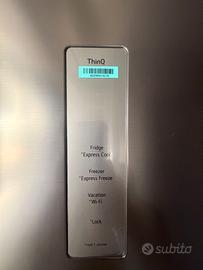 ThinQ
Fridge
*Express Cool
Freezer
*Express Freeze
Vacation
*Wi-Fi
*Lock
subito